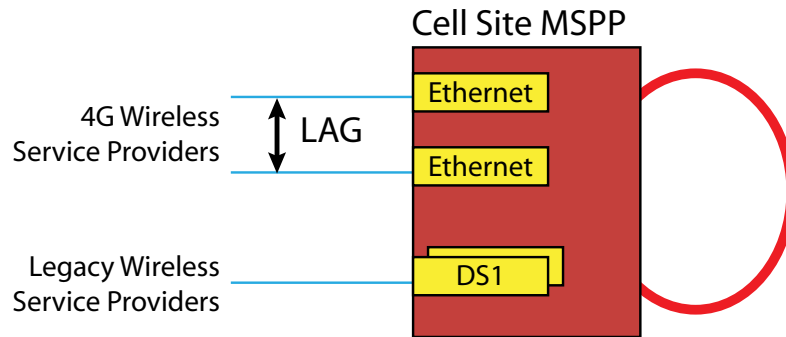 Cell Site MSPP
Ethernet
4G Wireless
Service Providers
LAG
Ethernet
Legacy Wireless
Service Providers
DS1